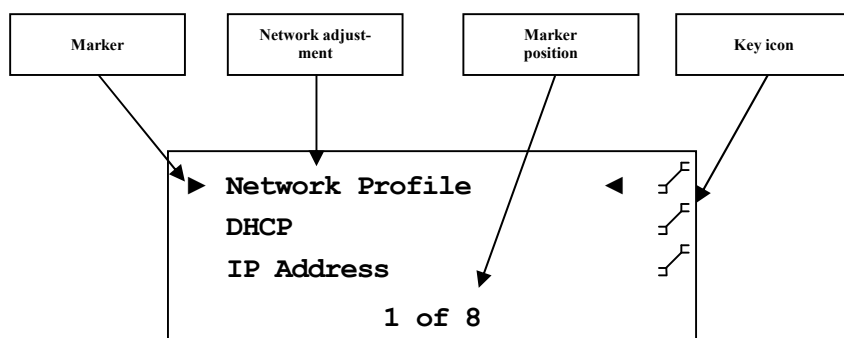 Marker
Network adjust-
ment
Marker
position
Key icon
Network Profile
DHCP
IP Address
1 of 8